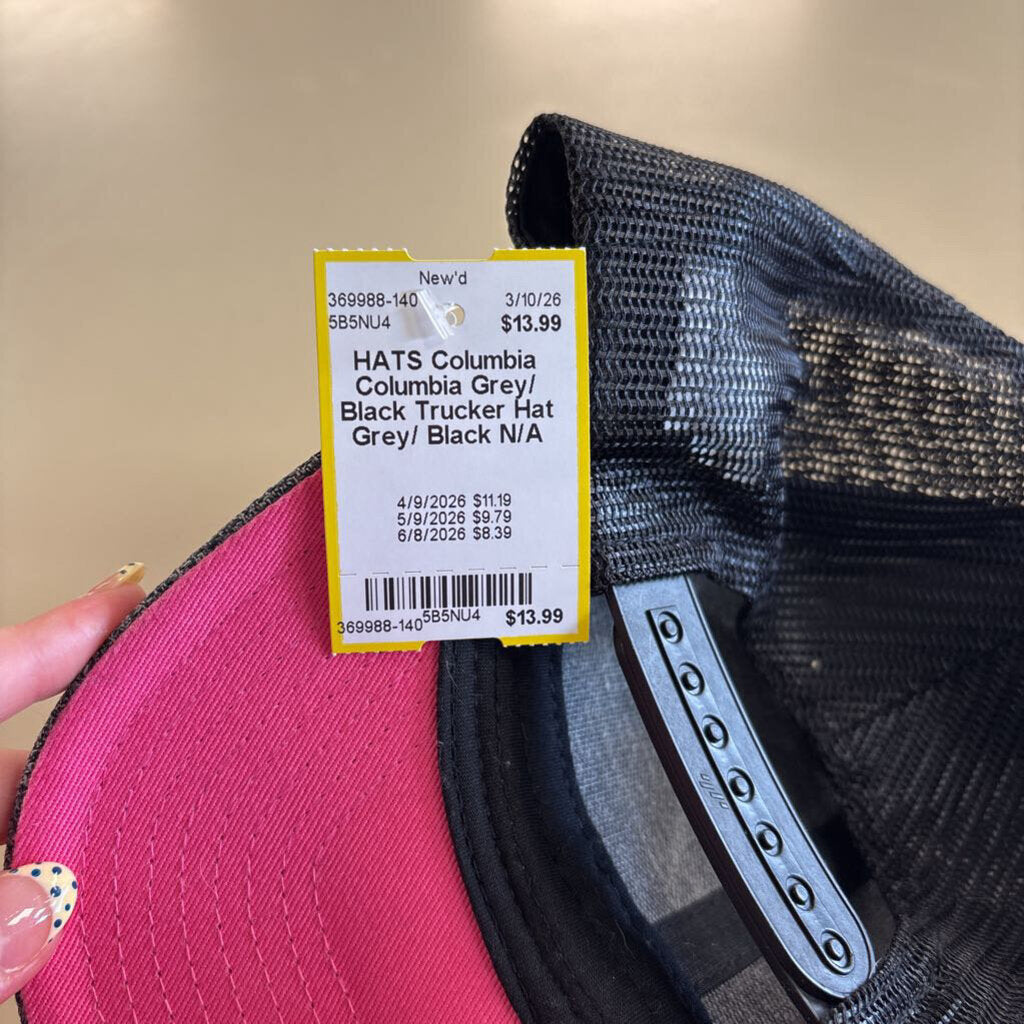 New'd
369988-140 3/10/26
5B5NU4 $13.99
HATS Columbia
Columbia Grey/
Black Trucker Hat
Grey/ Black N/A
4/9/2026 $11.19
5/9/2026 $9.79
6/8/2026 $8.39
369988-140 5B5NU4 $13.99